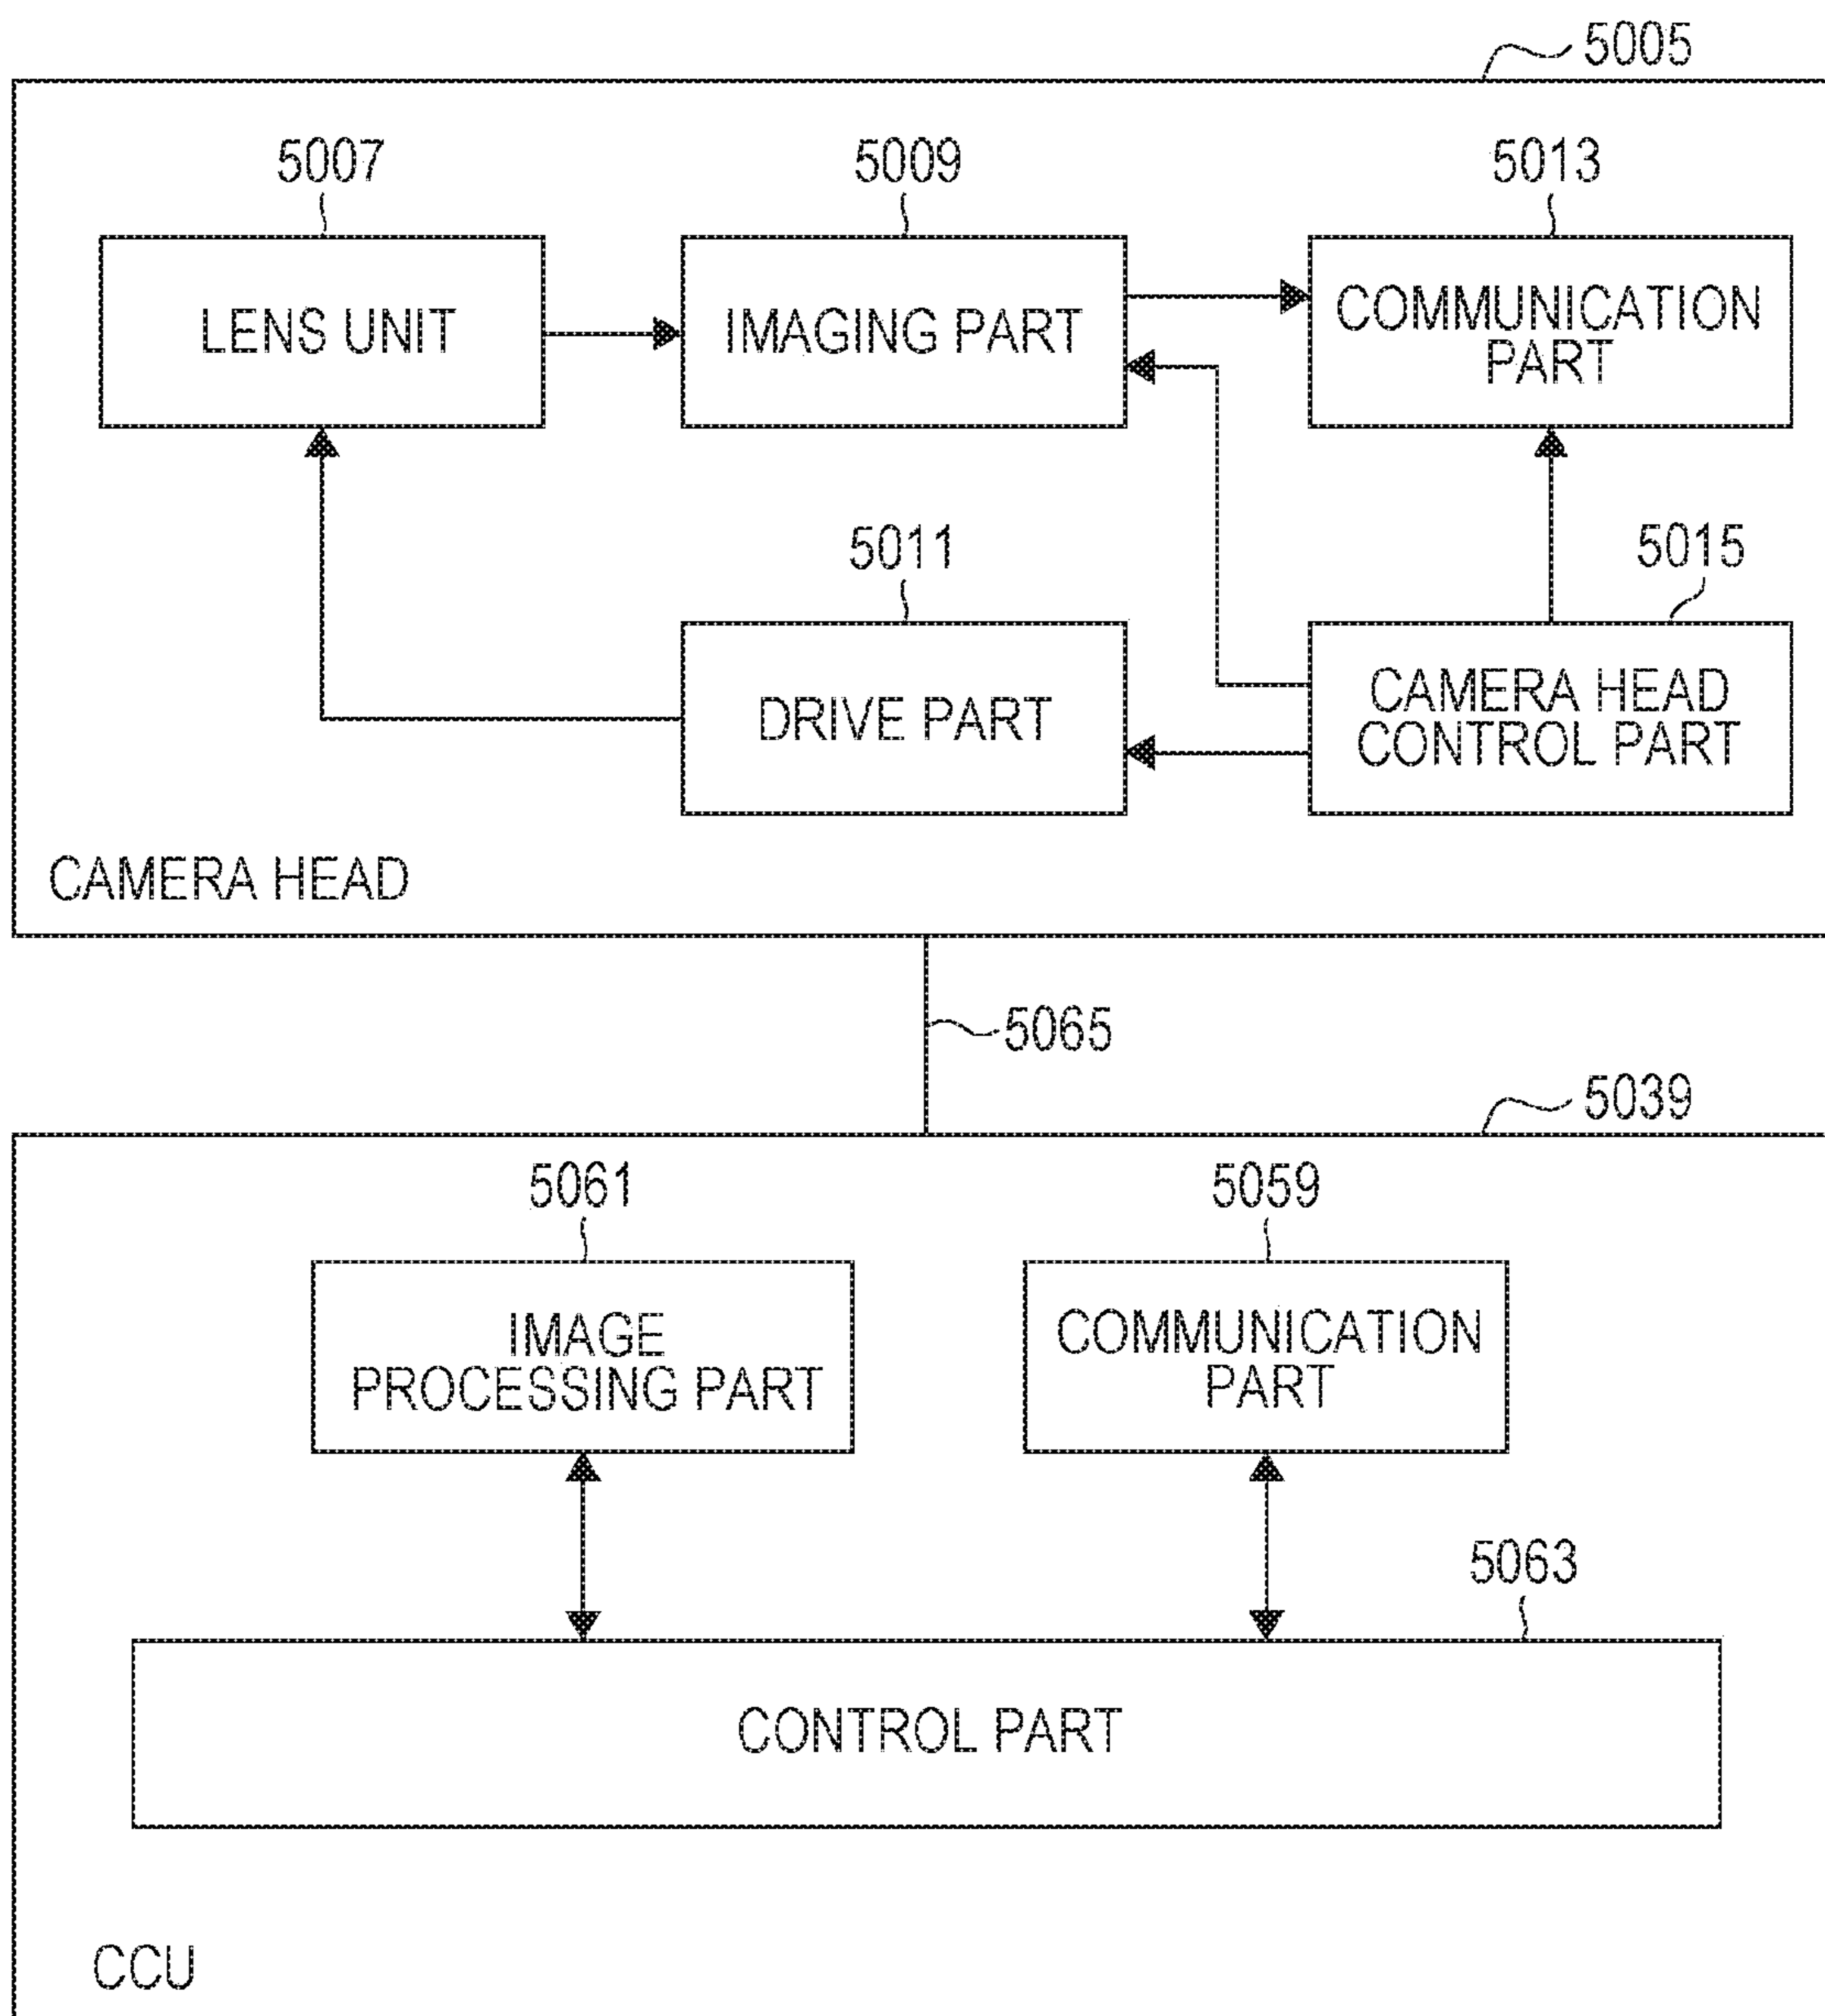 5005
5007
5009
5013
LENS UNIT
IMAGING PART
COMMUNICATION
PART
5011
5015
DRIVE PART
CAMERA HEAD
CONTROL PART
CAMERA HEAD
5065
5039
5061
5059
IMAGE
PROCESSING PART
COMMUNICATION
PART
5063
CONTROL PART
CCU